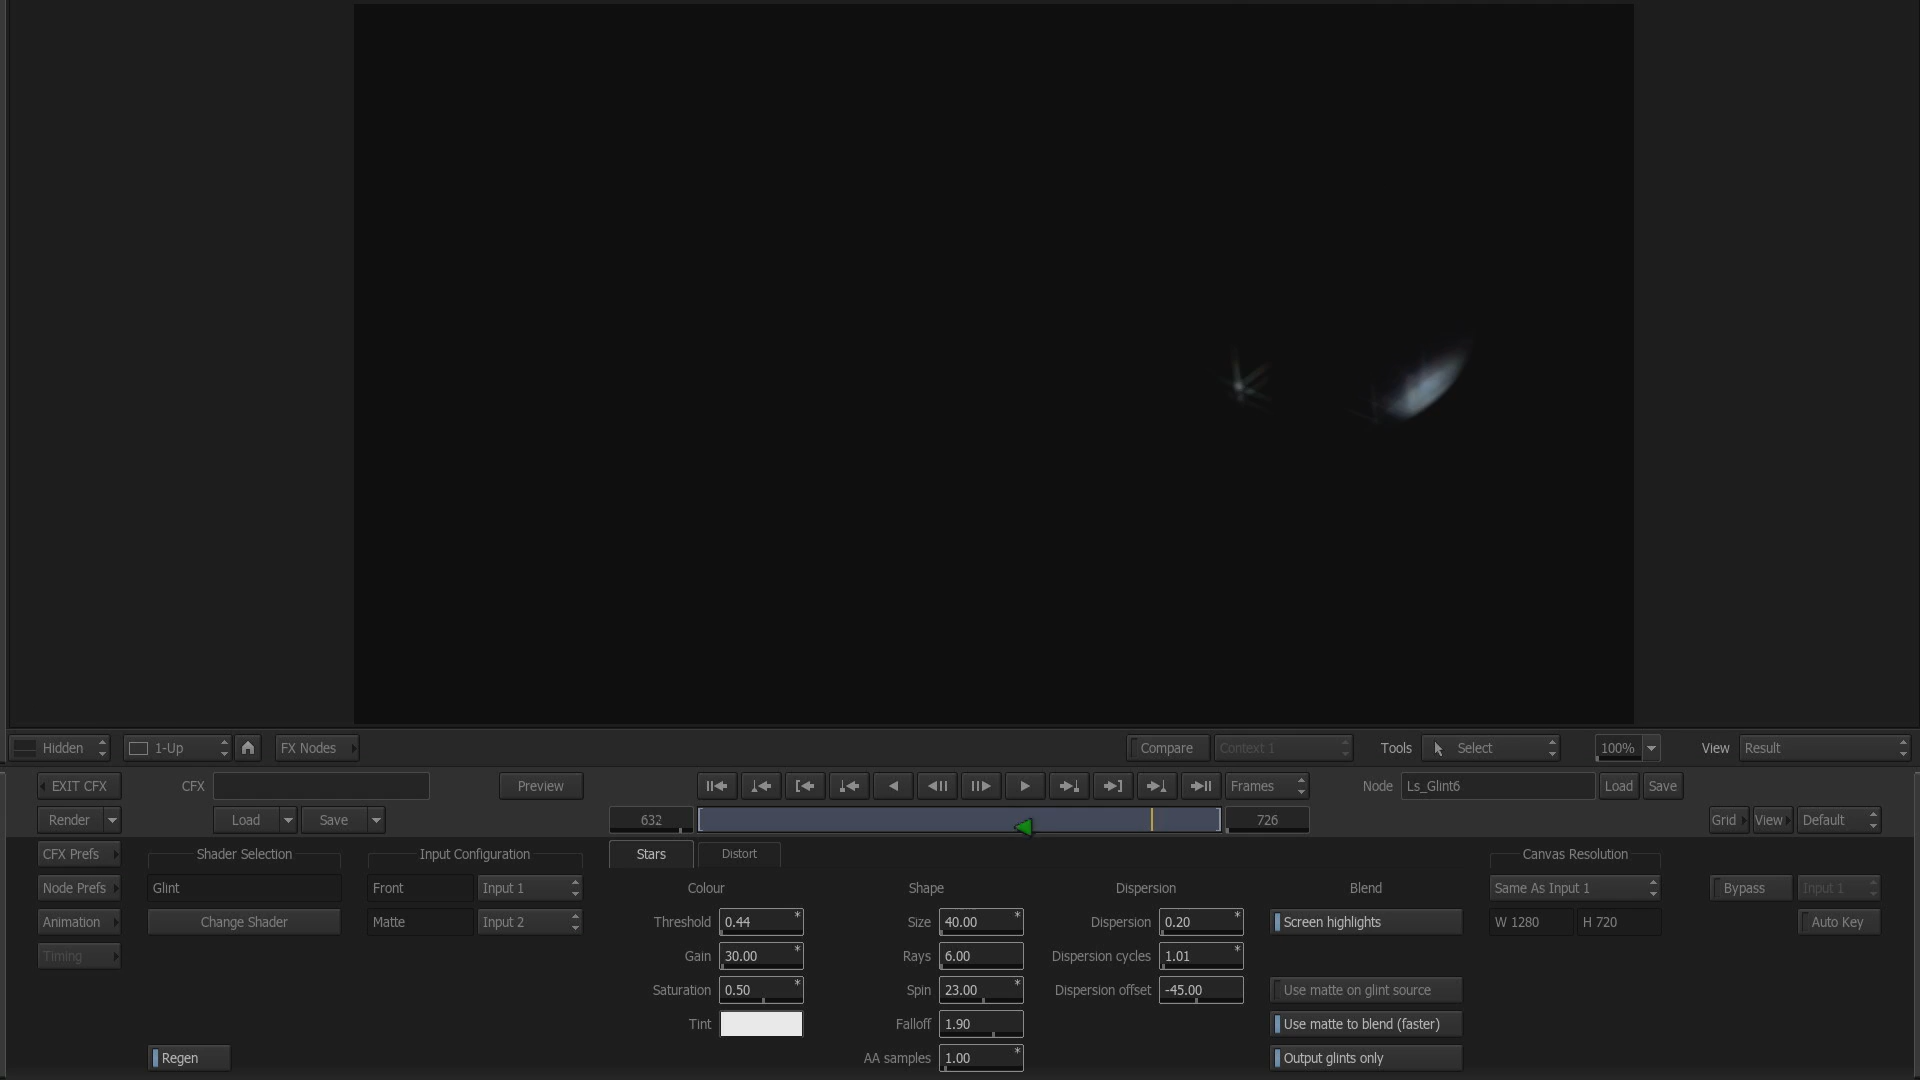 Hidden 1-Up FX Nodes Compare Context 1 Tools Select 100% View Result
EXIT CFX CFX Preview Frames Node Ls_Glint6 Load Save
Render Load Save 632 726 Grid View Default
CFX Prefs Shader Selection Input Configuration Stars Distort Canvas Resolution
Node Prefs Glint Front Input 1 Colour Shape Dispersion Blend Same As Input 1 Bypass Input 1
Animation Change Shader Matte Input 2 Threshold 0.44 * Size 40.00 * Dispersion 0.20 * Screen highlights W 1280 H 720 Auto Key
Timing Gain 30.00 * Rays 6.00 Dispersion cycles 1.01 *
Saturation 0.50 * Spin 23.00 * Dispersion offset -45.00 Use matte on glint source
Tint Falloff 1.90 Use matte to blend (faster)
Regen AA samples 1.00 * Output glints only